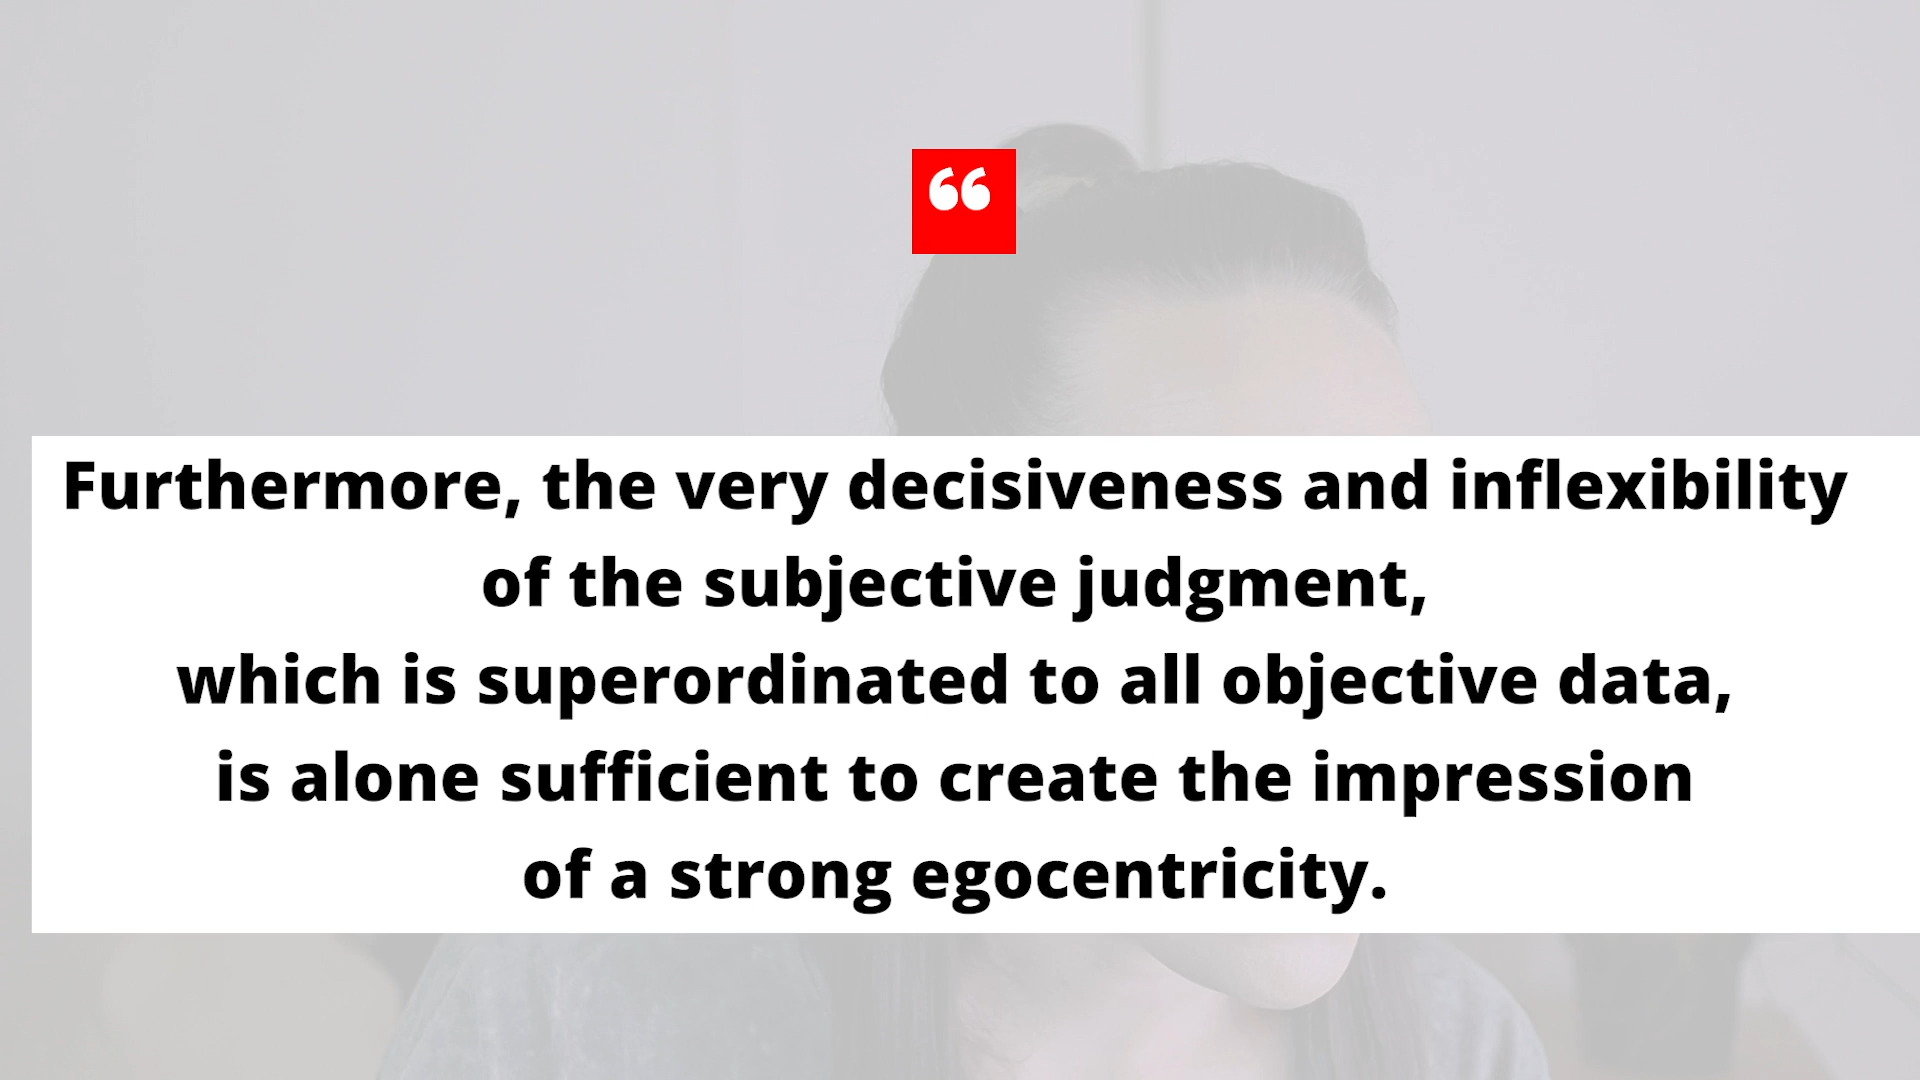 “
Furthermore, the very decisiveness and inflexibility
of the subjective judgment,
which is superordinated to all objective data,
is alone sufficient to create the impression
of a strong egocentricity.